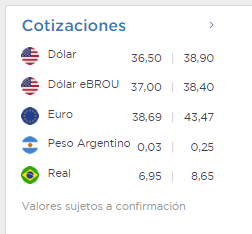 Cotizaciones >
Dólar 36,50 | 38,90
Dólar eBROU 37,00 | 38,40
Euro 38,69 | 43,47
Peso Argentino 0,03 | 0,25
Real 6,95 | 8,65
Valores sujetos a confirmación